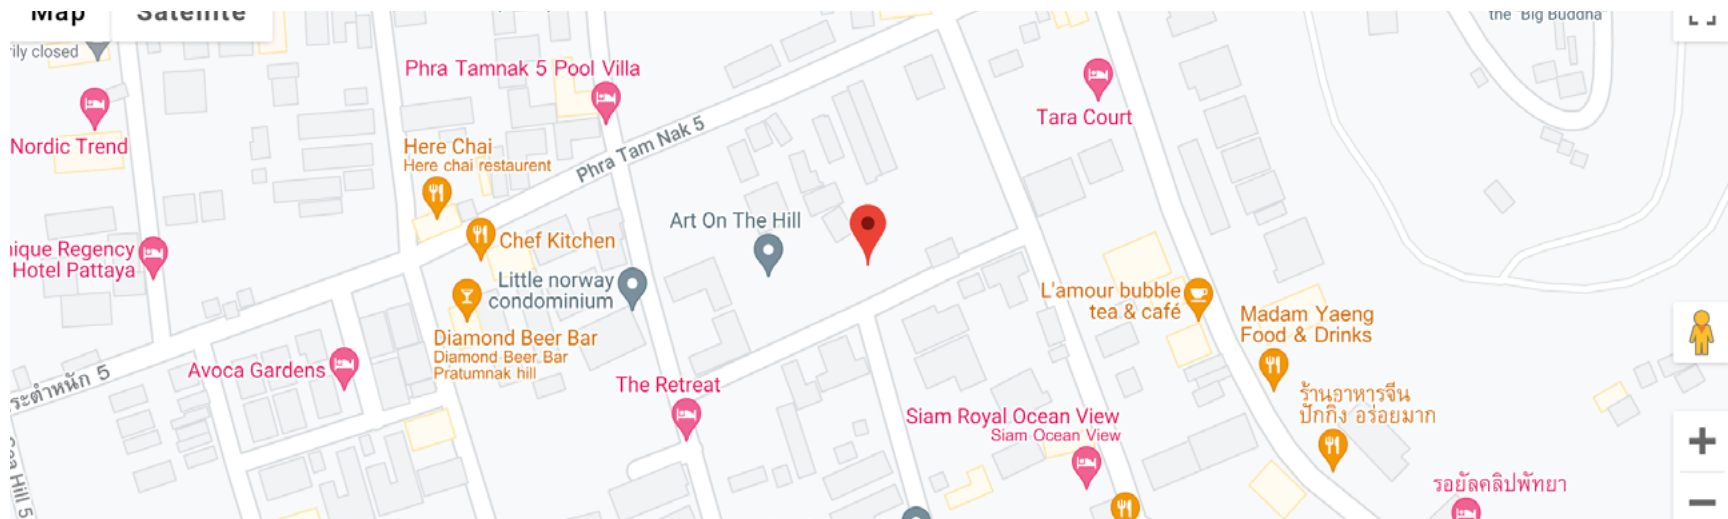 Map
Satellite
the "Big Buddha
rily closed
Phra Tamnak 5 Pool Villa
Tara Court
Nordic Trend
Here Chai
Here chai restaurent
Phra Tam Nak 5
Art On The Hill
Chef Kitchen
nique Regency
Hotel Pattaya
Little norway
condominium
L'amour bubble
tea & café
Madam Yaeng
Food & Drinks
Diamond Beer Bar
Diamond Beer Bar
Pratumnak hill
Avoca Gardens
The Retreat
ระตำหนัก 5
ร้านอาหารจีน
ปักกิ่ง อร่อยมาก
Siam Royal Ocean View
Siam Ocean View
Hill 5
รอยัลคลิปพัทยา